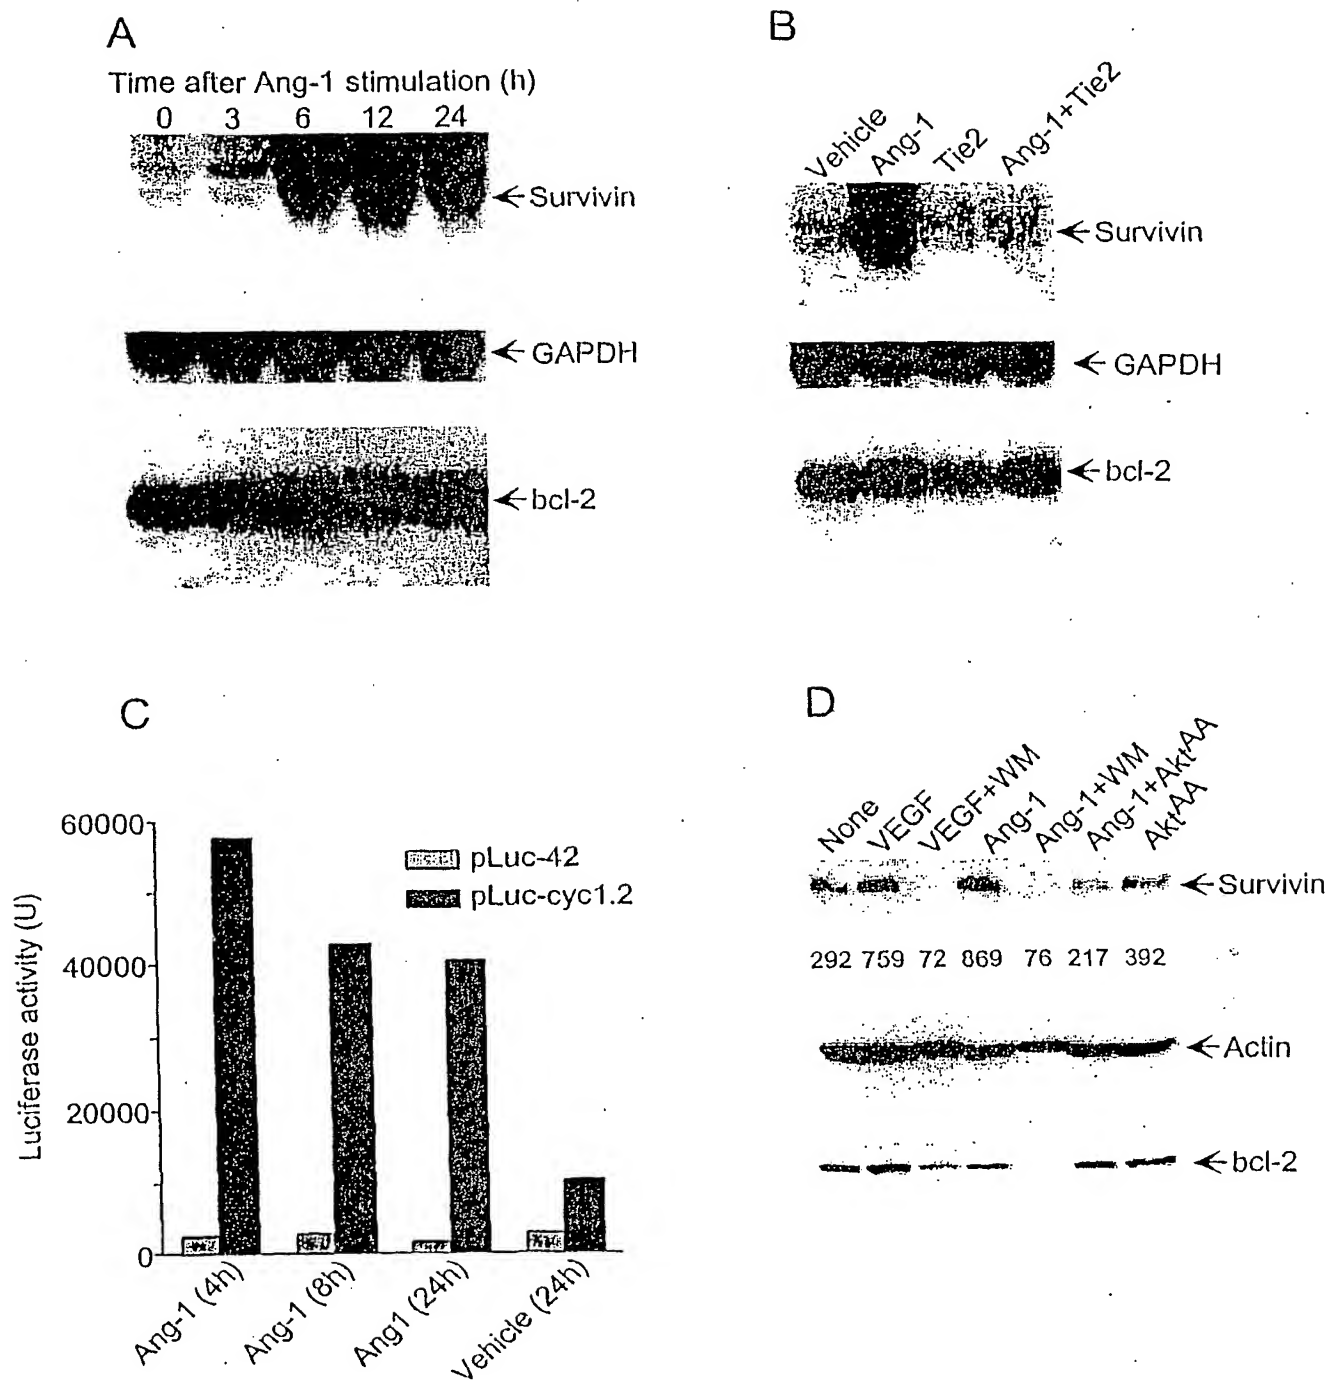 A
Time after Ang-1 stimulation (h)
0 3 6 12 24
Survivin
GAPDH
bcl-2
B
Vehicle
Ang-1
Tie2
Ang-1+Tie2
Survivin
GAPDH
bcl-2
C
Luciferase activity (U)
60000
40000
20000
0
pLuc-42
pLuc-cyc1.2
Ang-1 (4h)
Ang-1 (8h)
Ang1 (24h)
Vehicle (24h)
D
None
VEGF
VEGF+WM
Ang-1
Ang-1+WM
Ang-1+AktAA
AktAA
Survivin
292 759 72 869 76 217 392
Actin
bcl-2